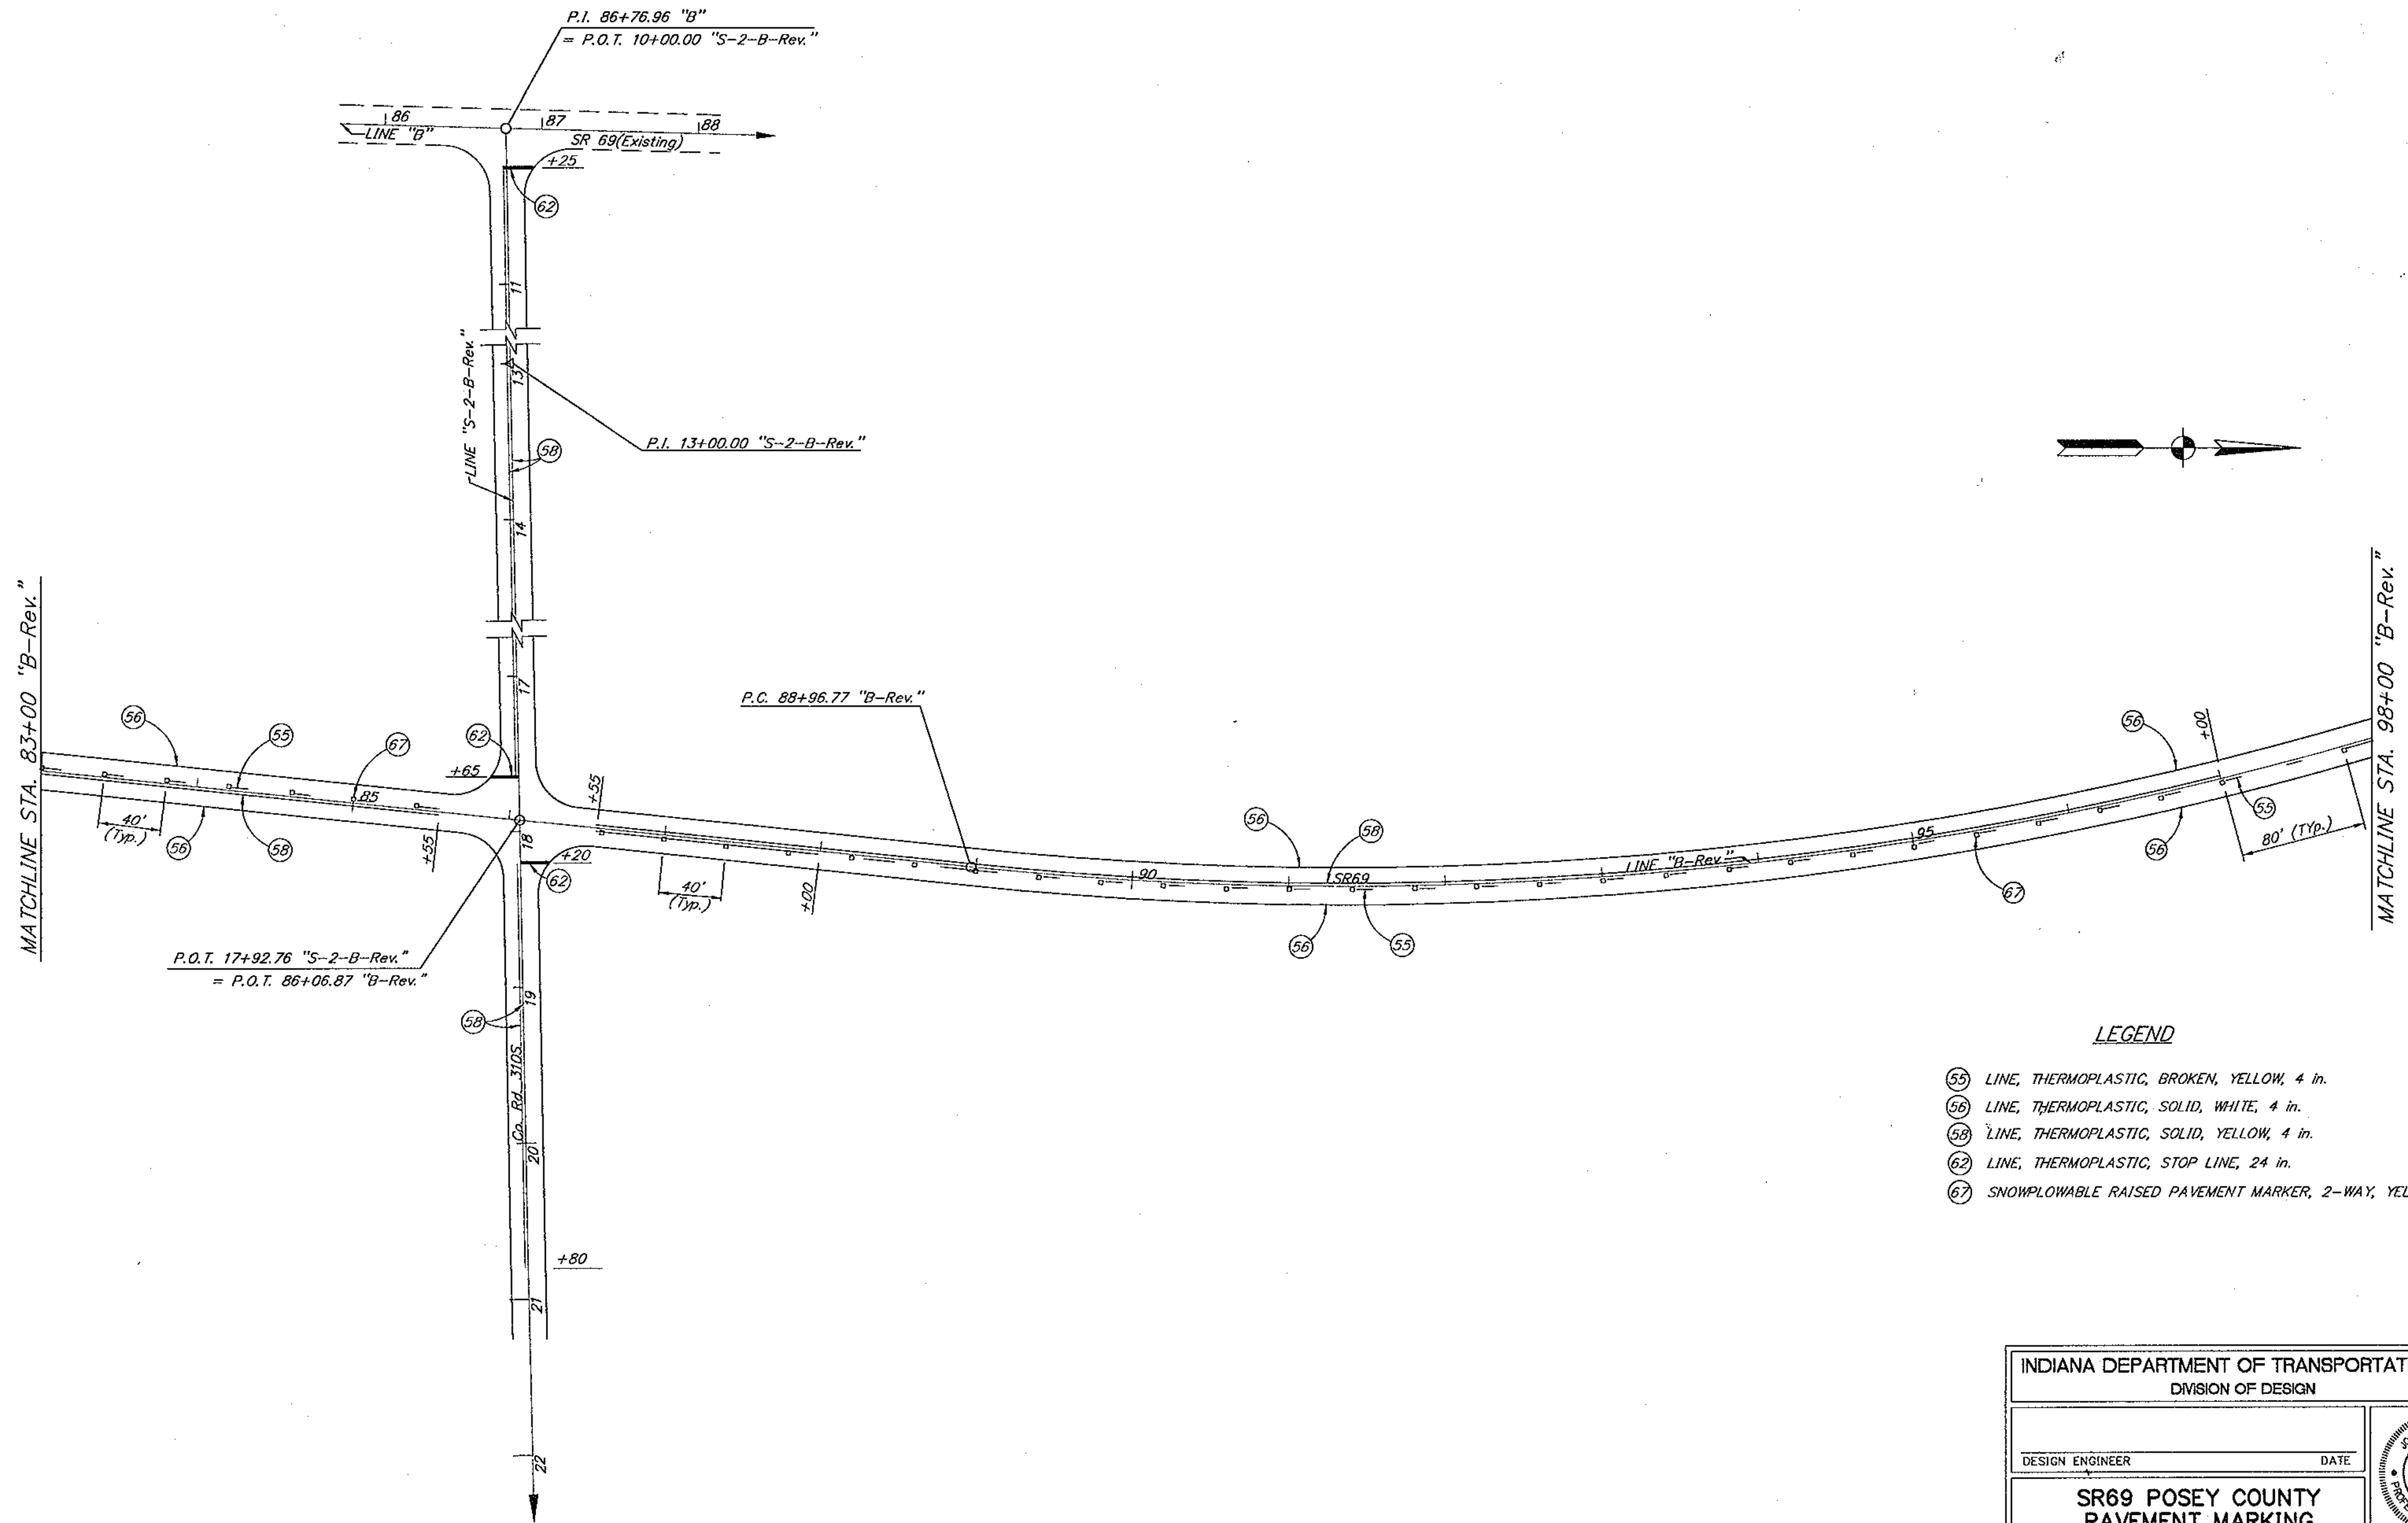 P.I. 86+76.96 "B"
= P.O.T. 10+00.00 "S-2-B-Rev."
86
87
88
LINE "B"
SR 69(Existing)
+25
62
11
LINE "S-2-B-Rev."
13
P.I. 13+00.00 "S-2-B-Rev."
58
14
17
MATCHLINE STA. 83+00 "B-Rev."
56
55
67
62
+65
85
40'
(Typ.)
56
58
+55
+55
18
+20
62
P.O.T. 17+92.76 "S-2-B-Rev."
= P.O.T. 86+06.87 "B-Rev."
P.C. 88+96.77 "B-Rev."
40'
(Typ.)
+00
90
56
58
SR69
56
55
LINE "B-Rev."
95
67
56
+00
56
55
80' (TYp.)
MATCHLINE STA. 98+00 "B-Rev."
19
58
Co. Rd. 310S
20
+80
21
22
LEGEND
55 LINE, THERMOPLASTIC, BROKEN, YELLOW, 4 in.
56 LINE, THERMOPLASTIC, SOLID, WHITE, 4 in.
58 LINE, THERMOPLASTIC, SOLID, YELLOW, 4 in.
62 LINE, THERMOPLASTIC, STOP LINE, 24 in.
67 SNOWPLOWABLE RAISED PAVEMENT MARKER, 2-WAY, YEL
INDIANA DEPARTMENT OF TRANSPORTAT
DIVISION OF DESIGN
DESIGN ENGINEER DATE
SR69 POSEY COUNTY
PAVEMENT MARKING